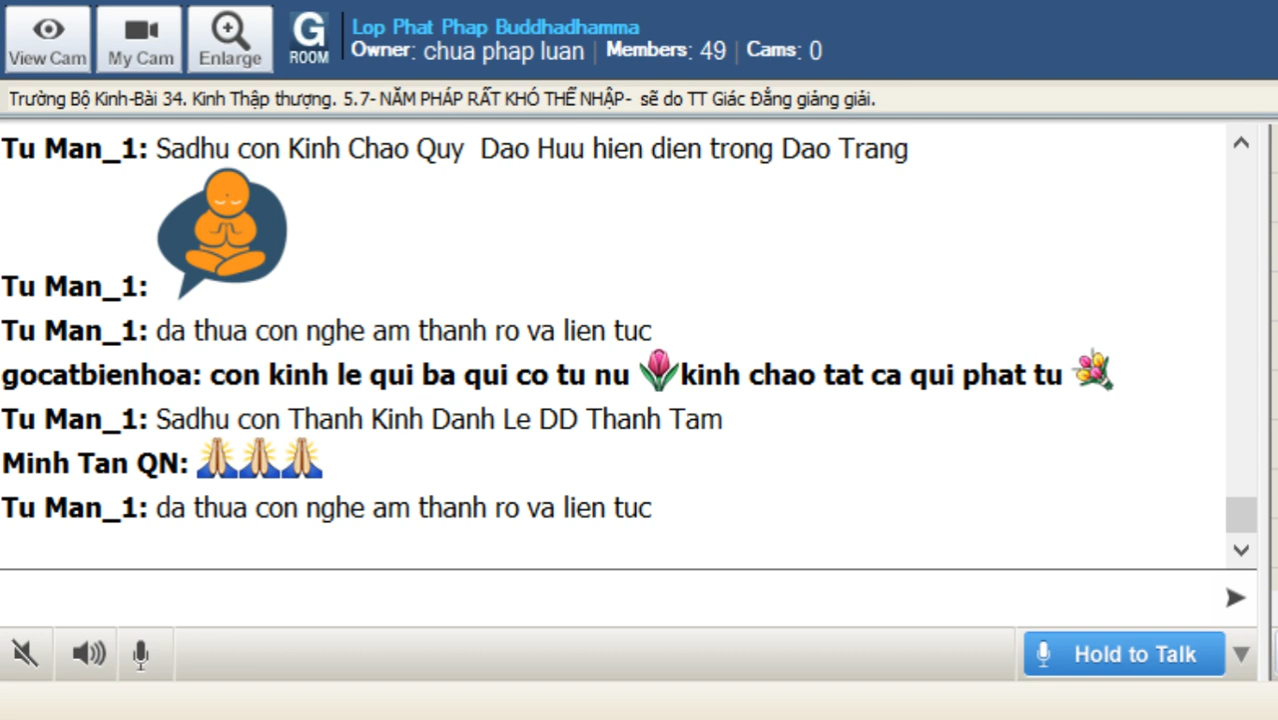 View Cam
My Cam
Enlarge
G
ROOM
Lop Phat Phap Buddhadhamma
Owner: chua phap luan | Members: 49 | Cams: 0
Trường Bộ Kinh-Bài 34. Kinh Thập thượng. 5.7- NĂM PHÁP RẤT KHÓ THỂ NHẬP- sẽ do TT Giác Đẳng giảng giải.
Tu Man_1: Sadhu con Kinh Chao Quy  Dao Huu hien dien trong Dao Trang
Tu Man_1:
Tu Man_1: da thua con nghe am thanh ro va lien tuc
gocatbienhoa: con kinh le qui ba qui co tu nu 🌷kinh chao tat ca qui phat tu 💐
Tu Man_1: Sadhu con Thanh Kinh Danh Le DD Thanh Tam
Minh Tan QN: 🙏🙏🙏
Tu Man_1: da thua con nghe am thanh ro va lien tuc
Hold to Talk